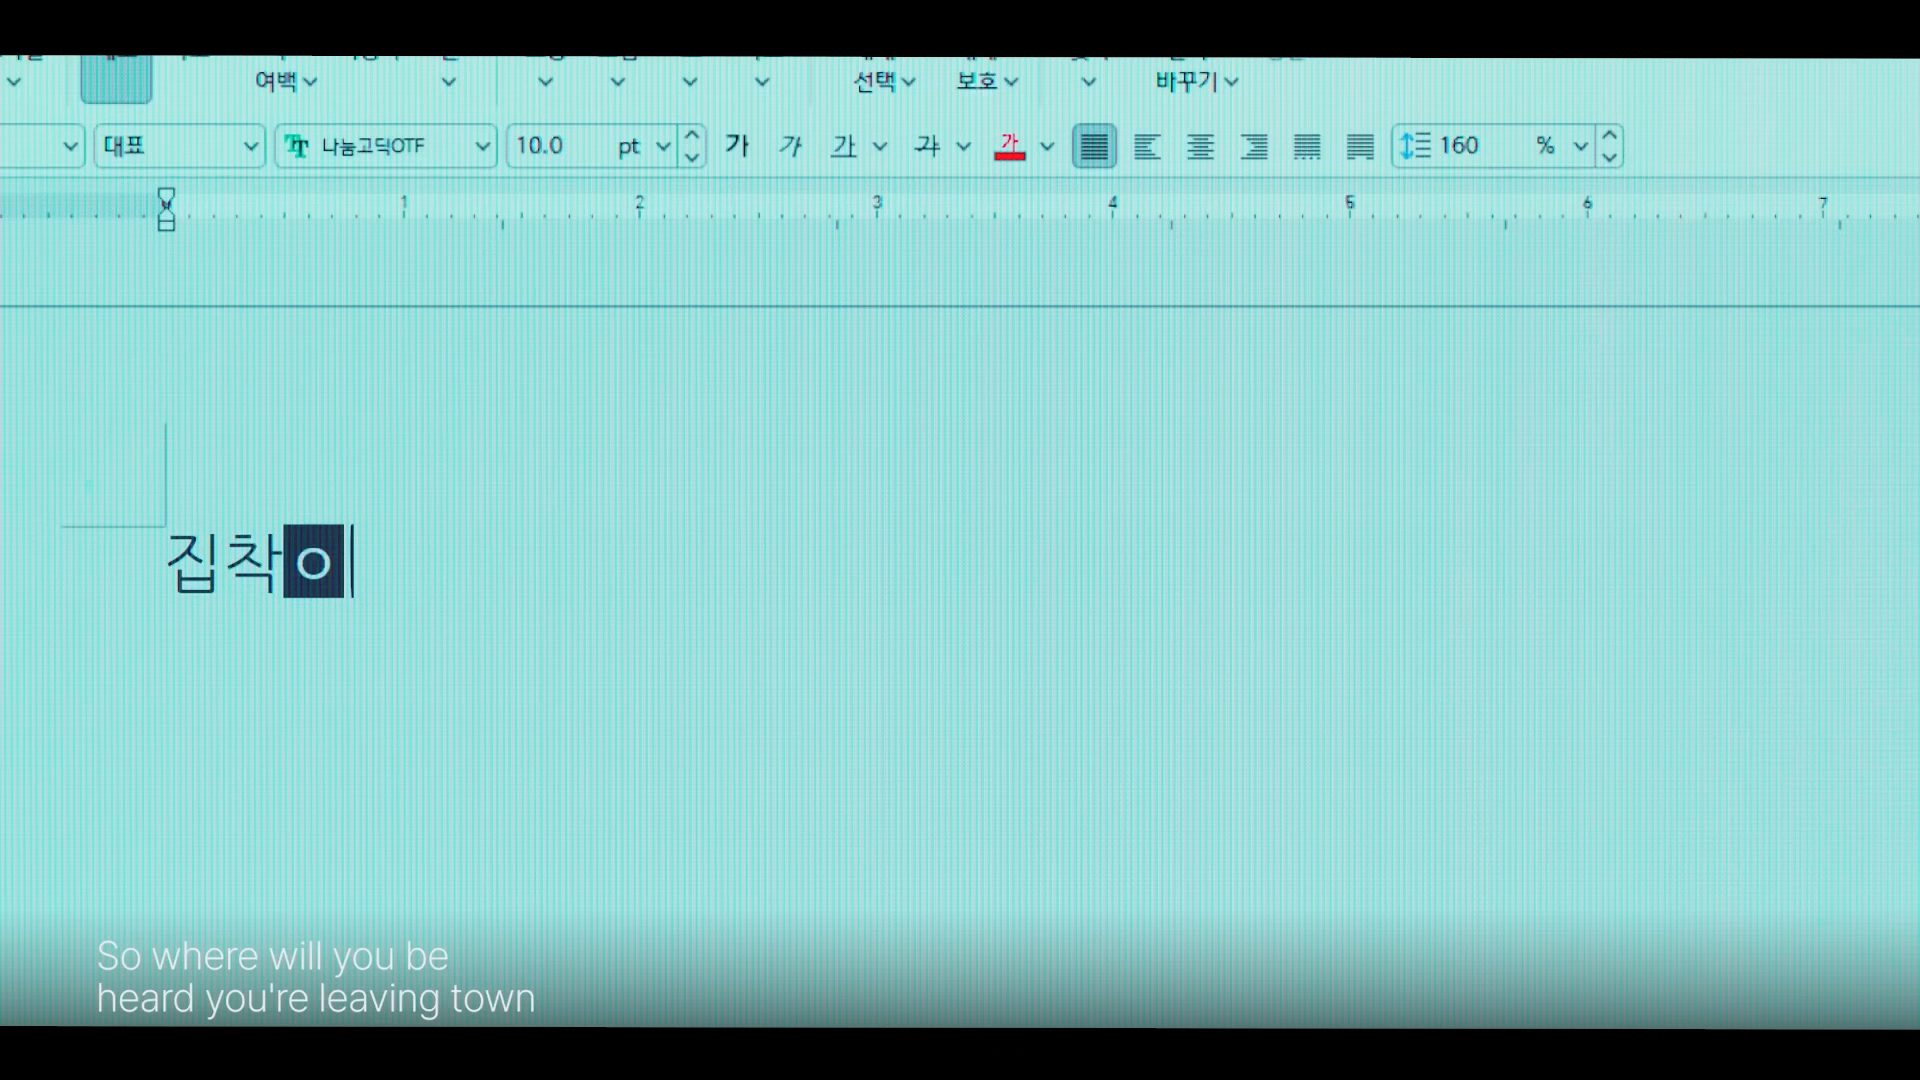 여백
선택
보호
바꾸기
대표 나눔고딕OTF 10.0 pt 가 가 가 가 가 160 %
1 2 3 4 5 6 7
집착ㅇ
So where will you be
heard you're leaving town